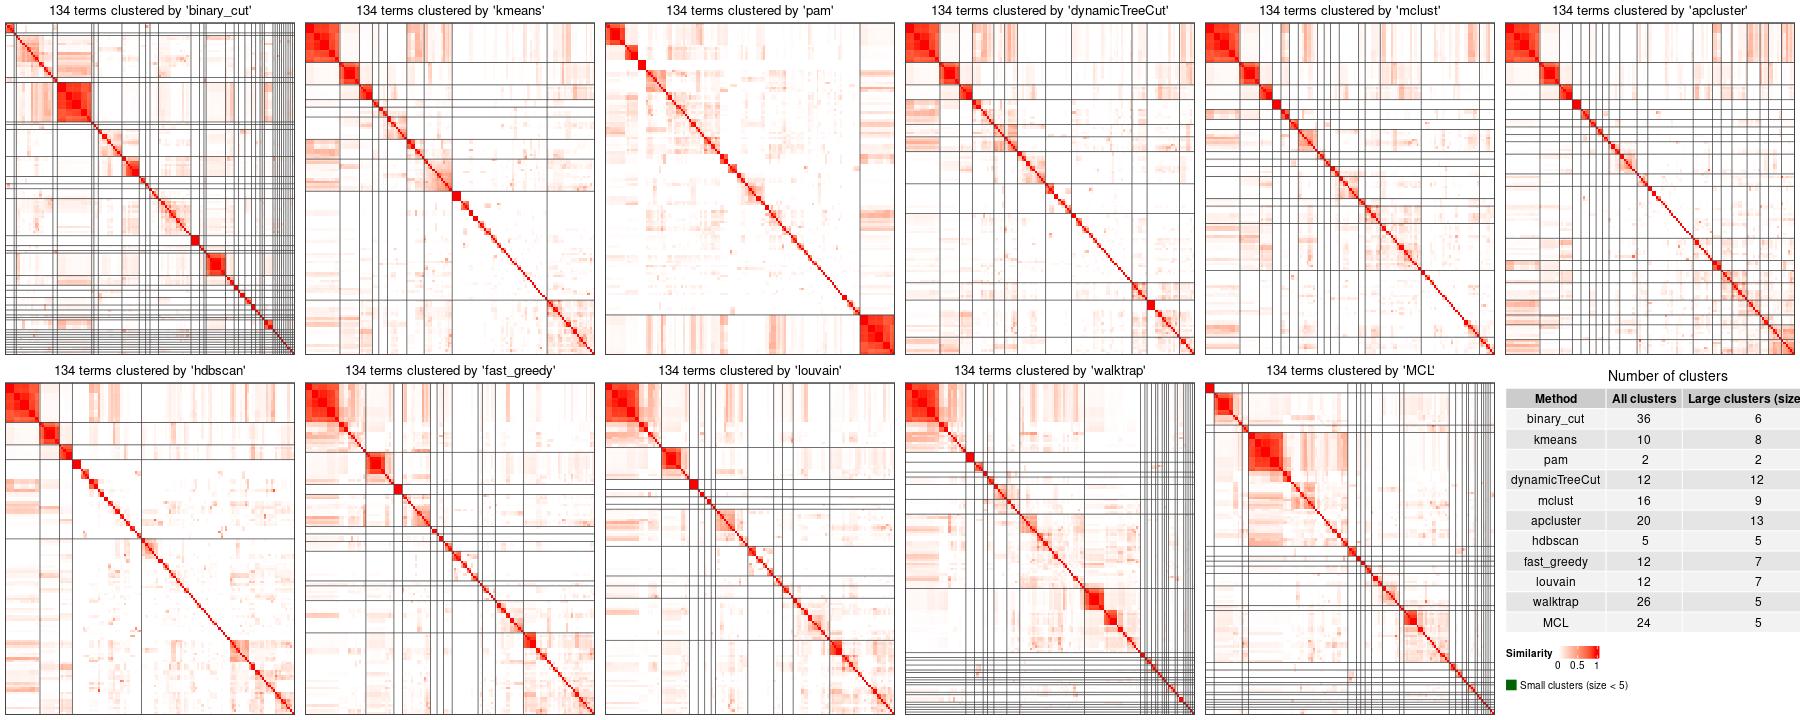 134 terms clustered by 'binary_cut'
134 terms clustered by 'kmeans'
134 terms clustered by 'pam'
134 terms clustered by 'dynamicTreeCut'
134 terms clustered by 'mclust'
134 terms clustered by 'apcluster'
134 terms clustered by 'hdbscan'
134 terms clustered by 'fast_greedy'
134 terms clustered by 'louvain'
134 terms clustered by 'walktrap'
134 terms clustered by 'MCL'
Number of clusters
Method All clusters Large clusters (size
binary_cut 36 6
kmeans 10 8
pam 2 2
dynamicTreeCut 12 12
mclust 16 9
apcluster 20 13
hdbscan 5 5
fast_greedy 12 7
louvain 12 7
walktrap 26 5
MCL 24 5
Similarity
0 0.5 1
Small clusters (size < 5)